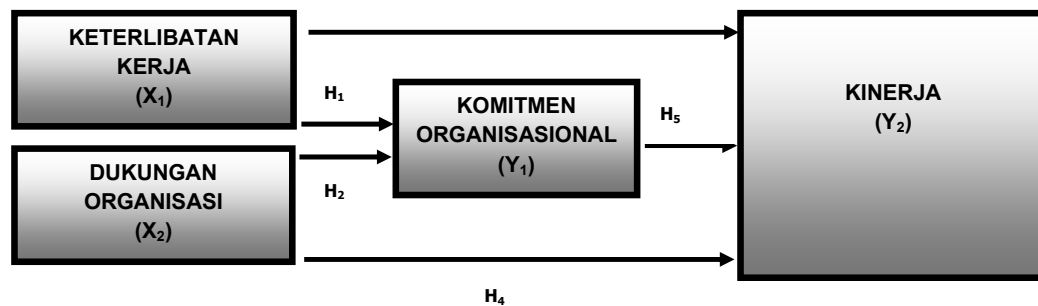 KETERLIBATAN
KERJA
(X₁)
H₁
KOMITMEN
ORGANISASIONAL
(Y₁)
H₅
KINERJA
(Y₂)
DUKUNGAN
ORGANISASI
(X₂)
H₂
H₄